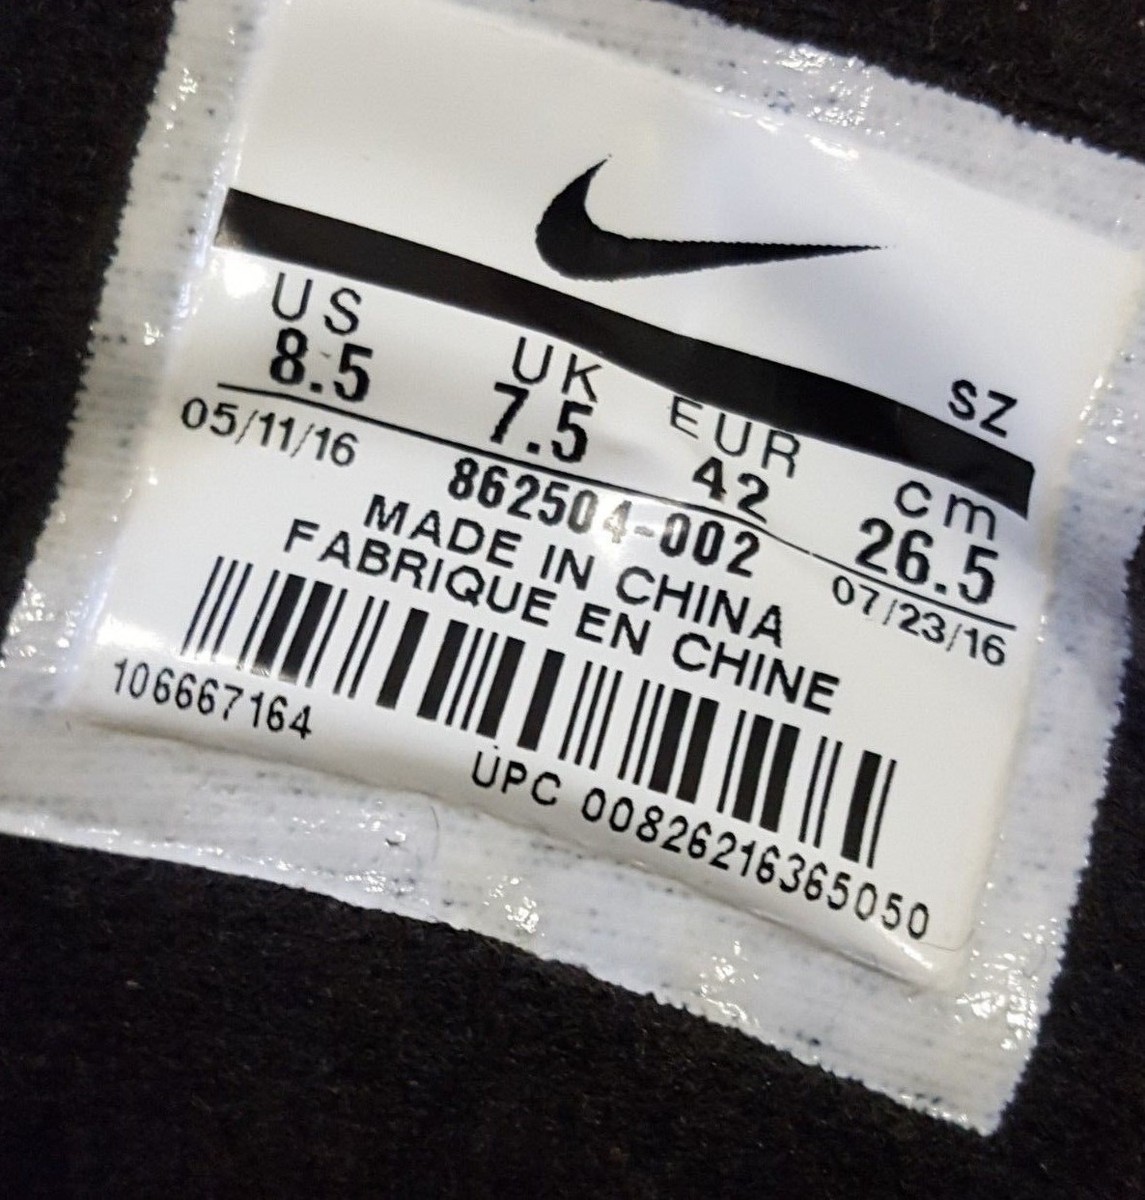 SZ
US UK EUR cm
8.5 7.5 42 26.5
05/11/16 862504-002 07/23/16
MADE IN CHINA
FABRIQUE EN CHINE
106667164
UPC 00826216365050